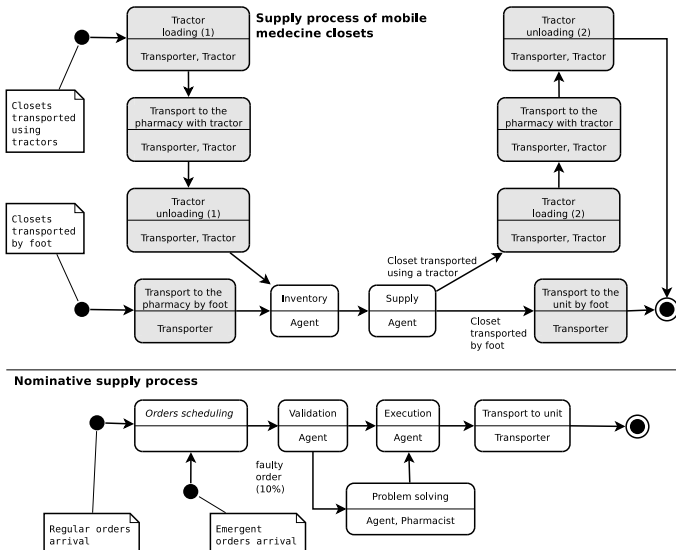 Supply process of mobile
medecine closets
Tractor
loading (1)
Transporter, Tractor
Transport to the
pharmacy with tractor
Transporter, Tractor
Tractor
unloading (1)
Transporter, Tractor
Closets
transported
using
tractors
Closets
transported
by foot
Transport to the
pharmacy by foot
Transporter
Inventory
Agent
Supply
Agent
Closet transported
using a tractor
Tractor
loading (2)
Transporter, Tractor
Transport to the
pharmacy with tractor
Transporter, Tractor
Tractor
unloading (2)
Transporter, Tractor
Closet
transported
by foot
Transport to the
unit by foot
Transporter
Nominative supply process
Orders scheduling
Validation
Agent
Execution
Agent
Transport to unit
Transporter
faulty
order
(10%)
Problem solving
Agent, Pharmacist
Regular orders
arrival
Emergent
orders arrival